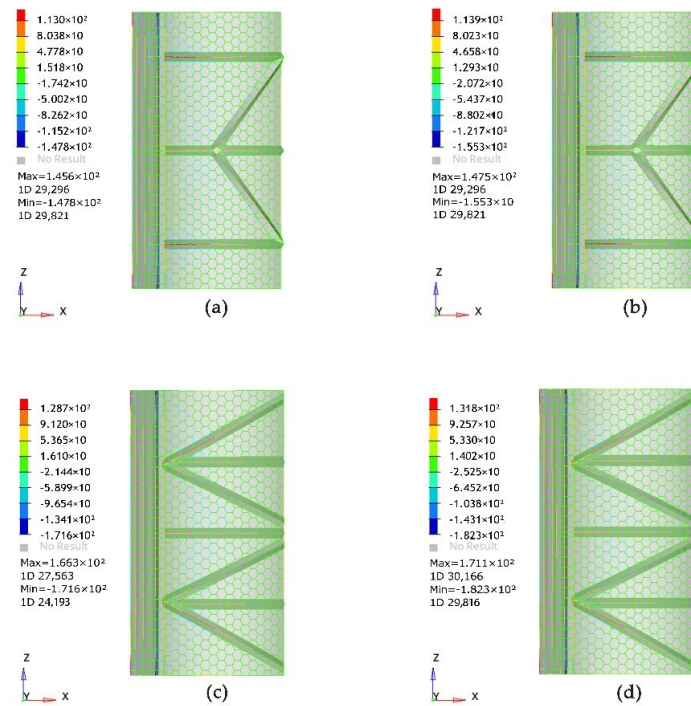 1.130×10²
8.038×10
4.778×10
1.518×10
-1.742×10
-5.002×10
-8.262×10
-1.152×10²
-1.478×10²
No Result
Max=1.456×10²
1D 29,296
Min=-1.478×10²
1D 29,821
Z
Y X
(a)
1.139×10²
8.023×10
4.658×10
1.293×10
-2.072×10
-5.437×10
-8.802×10
-1.217×10³
-1.553×10²
No Result
Max=1.475×10²
1D 29,296
Min=-1.553×10
1D 29,821
Z
Y X
(b)
1.287×10²
9.120×10
5.365×10
1.610×10
-2.144×10
-5.899×10
-9.654×10
-1.341×10²
-1.716×10²
No Result
Max=1.663×10²
1D 27,563
Min=-1.716×10²
1D 24,193
Z
Y X
(c)
1.318×10²
9.257×10
5.330×10
1.402×10
-2.525×10
-6.452×10
-1.038×10²
-1.431×10²
-1.823×10²
No Result
Max=1.711×10²
1D 30,166
Min=-1.823×10²
1D 29,816
Z
Y X
(d)